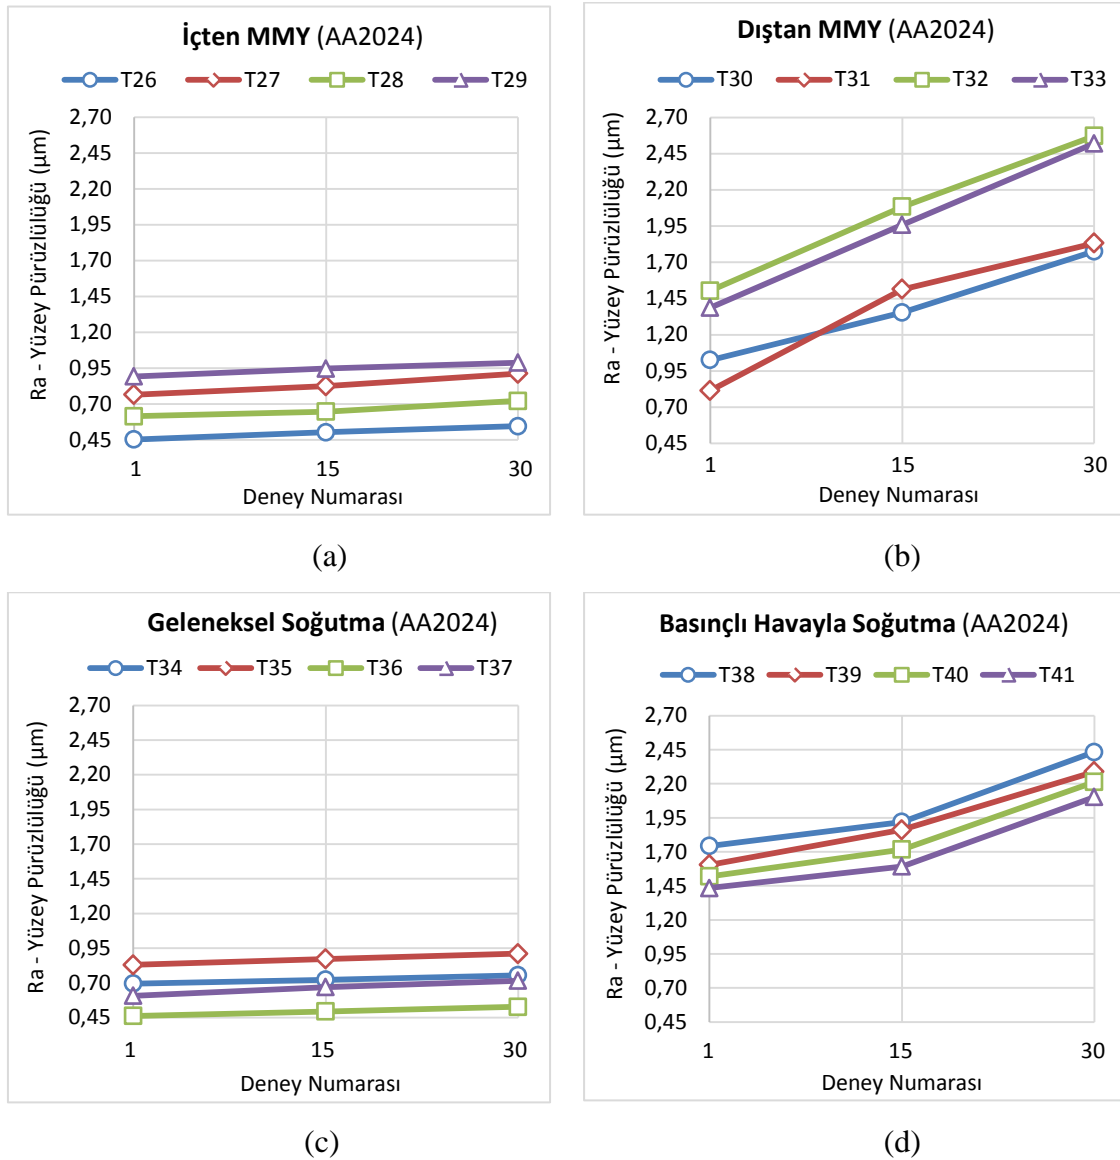 İçten MMY (AA2024)
T26 T27 T28 T29
2,70
2,45
2,20
1,95
1,70
1,45
1,20
0,95
0,70
0,45
Ra - Yüzey Pürüzlülüğü (µm)
1 15 30
Deney Numarası
(a)
Dıştan MMY (AA2024)
T30 T31 T32 T33
2,70
2,45
2,20
1,95
1,70
1,45
1,20
0,95
0,70
0,45
Ra - Yüzey Pürüzlülüğü (µm)
1 15 30
Deney Numarası
(b)
Geleneksel Soğutma (AA2024)
T34 T35 T36 T37
2,70
2,45
2,20
1,95
1,70
1,45
1,20
0,95
0,70
0,45
Ra - Yüzey Pürüzlülüğü (µm)
1 15 30
Deney Numarası
(c)
Basınçlı Havayla Soğutma (AA2024)
T38 T39 T40 T41
2,70
2,45
2,20
1,95
1,70
1,45
1,20
0,95
0,70
0,45
Ra - Yüzey Pürüzlülüğü (µm)
1 15 30
Deney Numarası
(d)